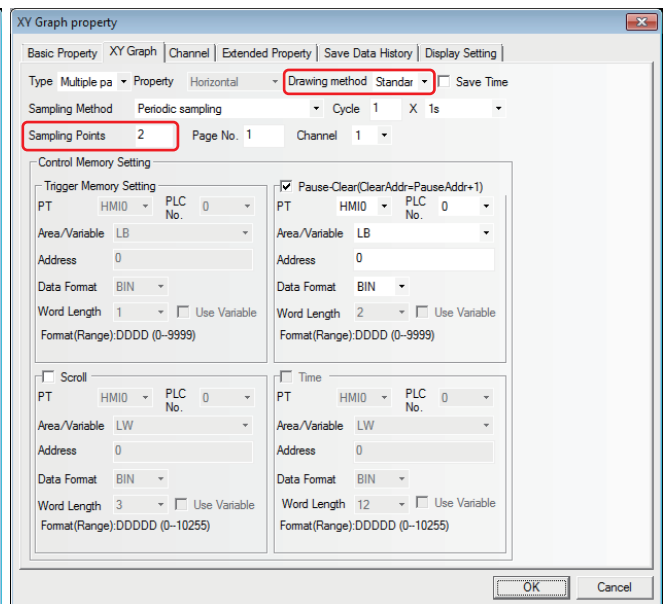 XY Graph property
Basic Property XY Graph Channel Extended Property Save Data History Display Setting
Type Multiple pa Property Horizontal Drawing method Standar Save Time
Sampling Method Periodic sampling Cycle 1 X 1s
Sampling Points 2 Page No. 1 Channel 1
Control Memory Setting
Trigger Memory Setting
PT HMI0 PLC No. 0
Area/Variable LB
Address 0
Data Format BIN
Word Length 1 Use Variable
Format(Range):DDDD (0--9999)
Pause-Clear(ClearAddr=PauseAddr+1)
PT HMI0 PLC No. 0
Area/Variable LB
Address 0
Data Format BIN
Word Length 2 Use Variable
Format(Range):DDDD (0--9999)
Scroll
PT HMI0 PLC No. 0
Area/Variable LW
Address 0
Data Format BIN
Word Length 3 Use Variable
Format(Range):DDDDD (0--10255)
Time
PT HMI0 PLC No. 0
Area/Variable LW
Address 0
Data Format BIN
Word Length 12 Use Variable
Format(Range):DDDDD (0--10255)
OK Cancel